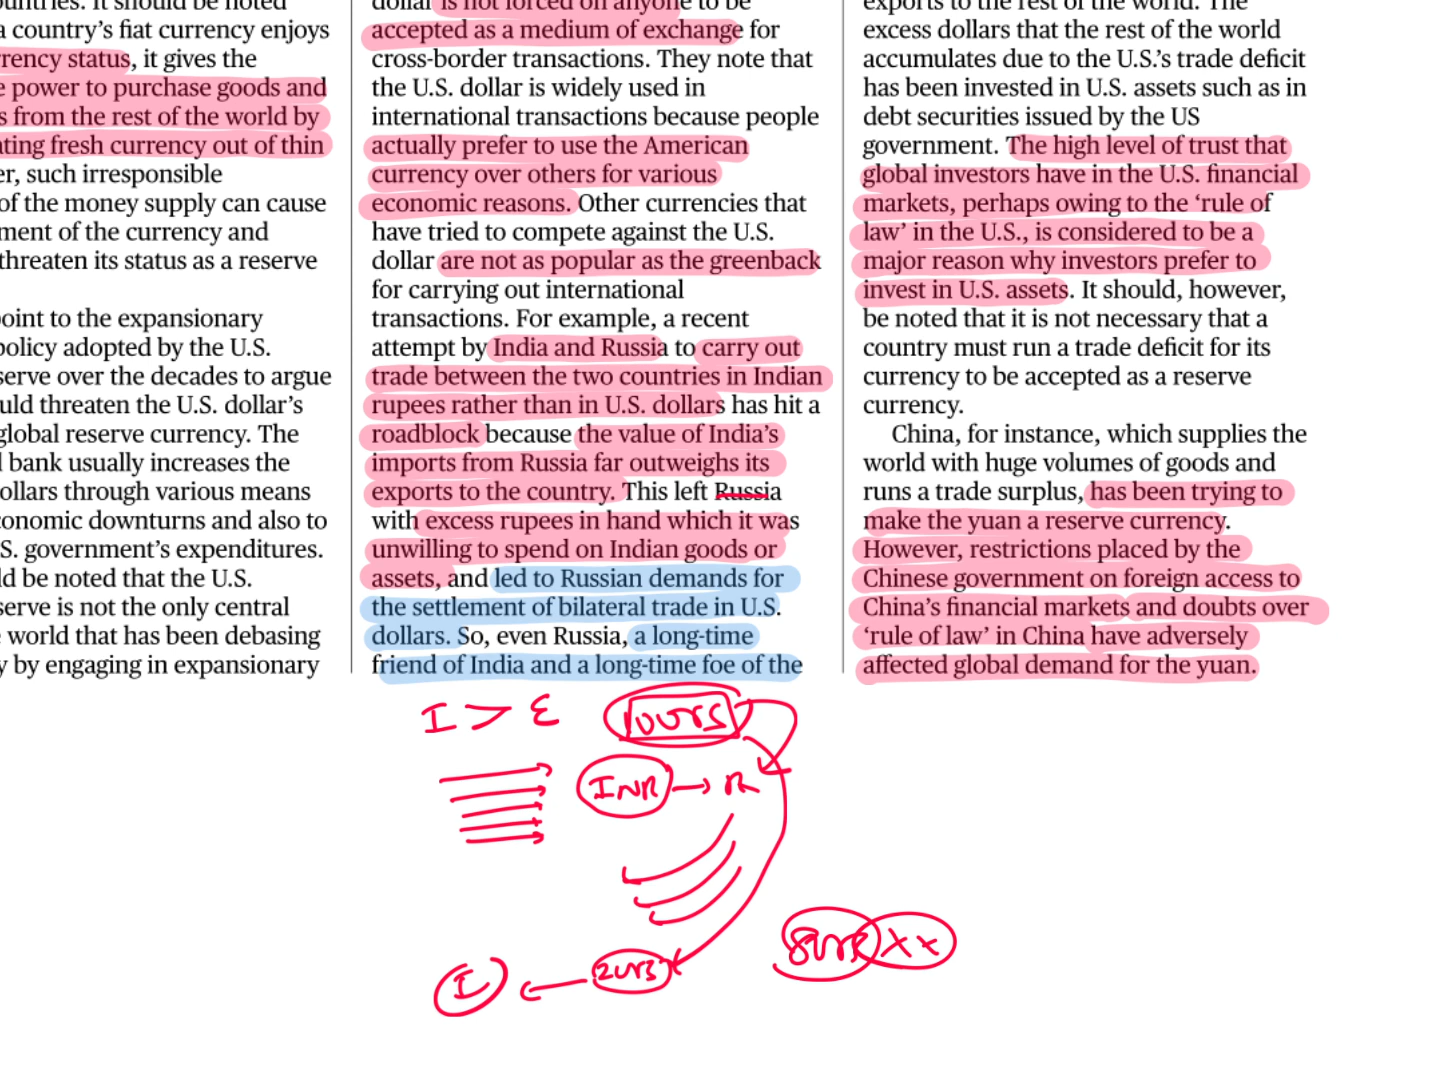 ountries. It should be noted
a country's fiat currency enjoys
rency status, it gives the
e power to purchase goods and
s from the rest of the world by
ating fresh currency out of thin
er, such irresponsible
of the money supply can cause
ment of the currency and
threaten its status as a reserve
point to the expansionary
policy adopted by the U.S.
serve over the decades to argue
uld threaten the U.S. dollar's
global reserve currency. The
l bank usually increases the
ollars through various means
conomic downturns and also to
S. government's expenditures.
ld be noted that the U.S.
serve is not the only central
e world that has been debasing
y by engaging in expansionary
dollar is not forced on anyone to be
accepted as a medium of exchange for
cross-border transactions. They note that
the U.S. dollar is widely used in
international transactions because people
actually prefer to use the American
currency over others for various
economic reasons. Other currencies that
have tried to compete against the U.S.
dollar are not as popular as the greenback
for carrying out international
transactions. For example, a recent
attempt by India and Russia to carry out
trade between the two countries in Indian
rupees rather than in U.S. dollars has hit a
roadblock because the value of India's
imports from Russia far outweighs its
exports to the country. This left Russia
with excess rupees in hand which it was
unwilling to spend on Indian goods or
assets, and led to Russian demands for
the settlement of bilateral trade in U.S.
dollars. So, even Russia, a long-time
friend of India and a long-time foe of the
exports to the rest of the world. The
excess dollars that the rest of the world
accumulates due to the U.S.'s trade deficit
has been invested in U.S. assets such as in
debt securities issued by the US
government. The high level of trust that
global investors have in the U.S. financial
markets, perhaps owing to the 'rule of
law' in the U.S., is considered to be a
major reason why investors prefer to
invest in U.S. assets. It should, however,
be noted that it is not necessary that a
country must run a trade deficit for its
currency to be accepted as a reserve
currency.
China, for instance, which supplies the
world with huge volumes of goods and
runs a trade surplus, has been trying to
make the yuan a reserve currency.
However, restrictions placed by the
Chinese government on foreign access to
China's financial markets and doubts over
'rule of law' in China have adversely
affected global demand for the yuan.
I > E
INR → R
I